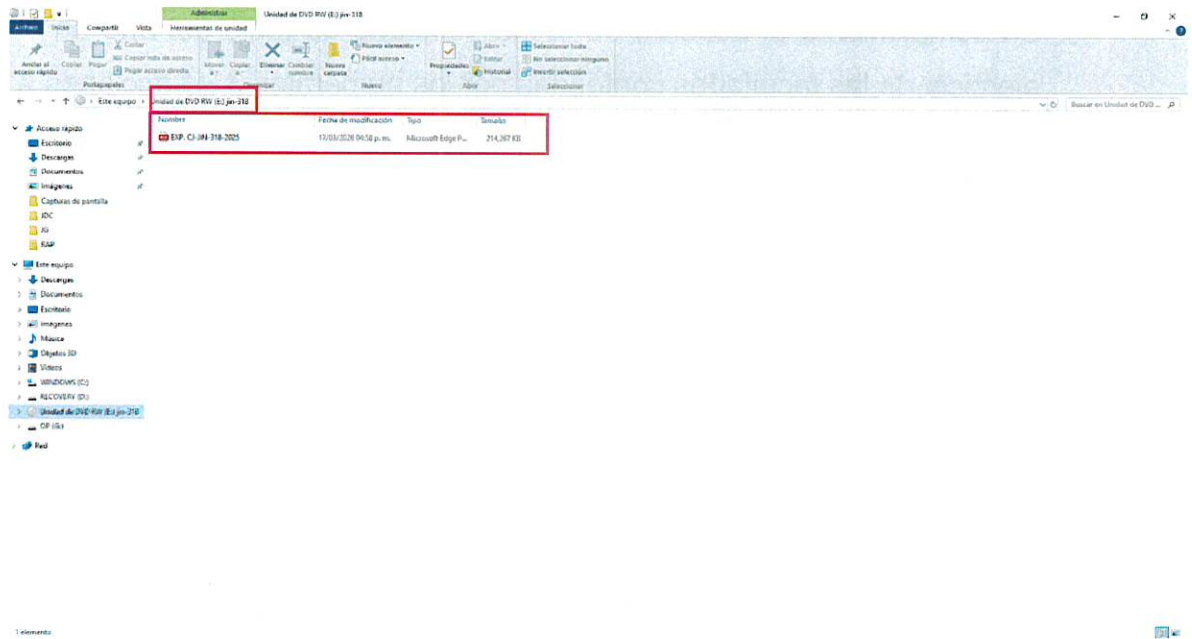 Administrar
Unidad de DVD RW (E:) jin-318
Archivo Inicio Compartir Vista Herramientas de unidad
Anclar al acceso rápido
Copiar
Pegar
Cortar
Copiar ruta de acceso
Pegar acceso directo
Portapapeles
Mover a
Copiar a
Eliminar
Cambiar nombre
Organizar
Nueva carpeta
Nuevo elemento
Fácil acceso
Nuevo
Propiedades
Abrir
Editar
Historial
Abrir
Seleccionar todo
No seleccionar ninguno
Invertir selección
Seleccionar
Este equipo > Unidad de DVD RW (E:) jin-318
Buscar en Unidad de DVD ...
Nombre Fecha de modificación Tipo Tamaño
EXP. CJ-JIN-318-2025 Microsoft Edge P... 214,267 KB
Acceso rápido
Escritorio
Descargas
Documentos
Imágenes
Capturas de pantalla
JDC
JG
RAP
Este equipo
Descargas
Documentos
Escritorio
Imágenes
Música
Objetos 3D
Videos
WINDOWS (C:)
RECOVERY (D:)
Unidad de DVD RW (E:) jin-318
Red
1 elemento